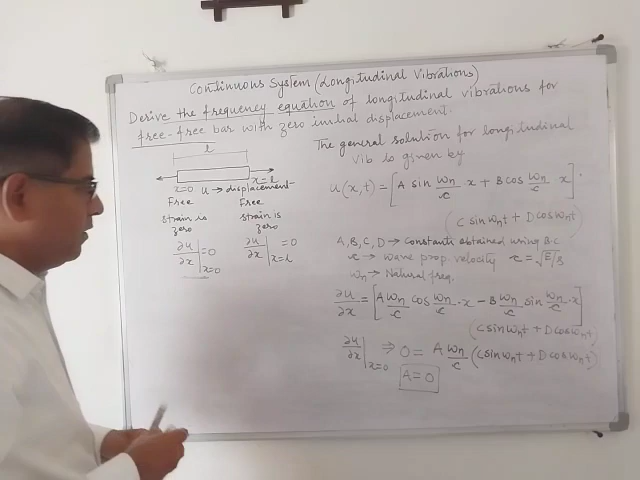 Continuous System (Longitudinal Vibrations)
Derive the frequency equation of longitudinal vibrations for
free-free bar with zero initial displacement.
l
x=0 u → displacement x=l
Free Free
strain is strain is
zero zero
∂u/∂x|x=0 =0 ∂u/∂x|x=l =0
The general solution for longitudinal
vib is given by
u(x,t) = [A sin ωn/c . x + B cos ωn/c . x] .
(C sin ωnt + D cos ωnt)
A, B, C, D → Constants obtained using B.C.
c → wave prop. velocity c = √E/ρ
ωn → Natural freq.
∂u/∂x = [A ωn/c cos ωn/c . x − B ωn/c sin ωn/c . x]
(C sin ωnt + D cos ωnt)
∂u/∂x|x=0 ⇒ 0 = A ωn/c (C sin ωnt + D cos ωnt)
A = 0